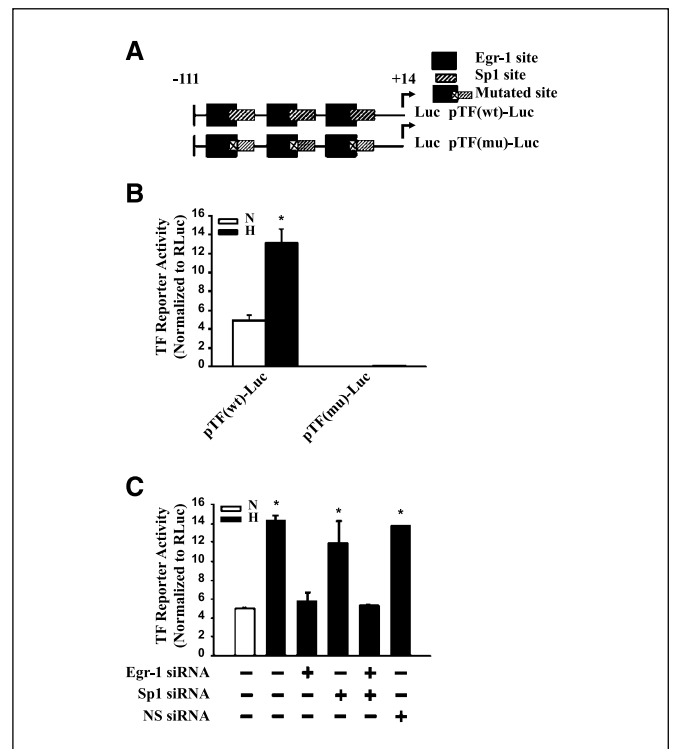 A
Egr-1 site
Sp1 site
Mutated site
-111
+14
Luc pTF(wt)-Luc
Luc pTF(mu)-Luc
B
TF Reporter Activity
(Normalized to RLuc)
16
14
12
10
8
6
4
2
0
N
H
*
pTF(wt)-Luc
pTF(mu)-Luc
C
TF Reporter Activity
(Normalized to RLuc)
16
14
12
10
8
6
4
2
0
N
H
* * *
Egr-1 siRNA - - + - + -
Sp1 siRNA - - - + + -
NS siRNA - - - - - +